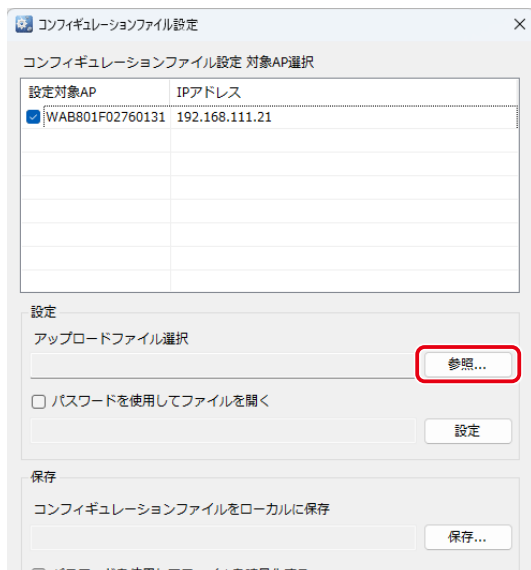 コンフィギュレーションファイル設定
コンフィギュレーションファイル設定 対象AP選択
設定対象AP IPアドレス
WAB801F02760131 192.168.111.21
設定
アップロードファイル選択
参照...
パスワードを使用してファイルを開く
設定
保存
コンフィギュレーションファイルをローカルに保存
保存...